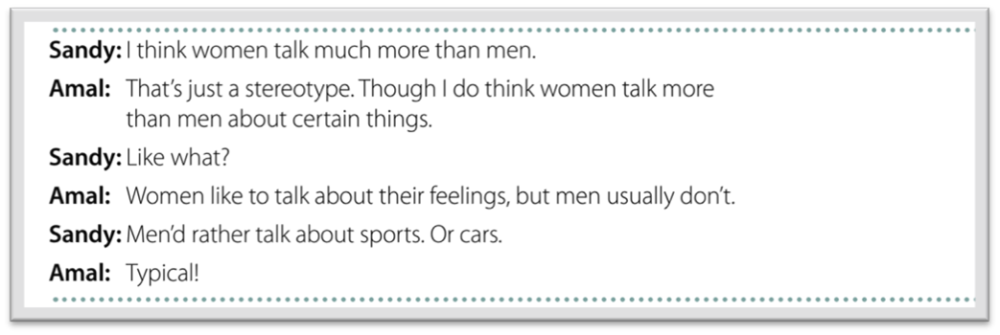 Sandy: I think women talk much more than men.
Amal: That's just a stereotype. Though I do think women talk more
than men about certain things.
Sandy: Like what?
Amal: Women like to talk about their feelings, but men usually don't.
Sandy: Men'd rather talk about sports. Or cars.
Amal: Typical!